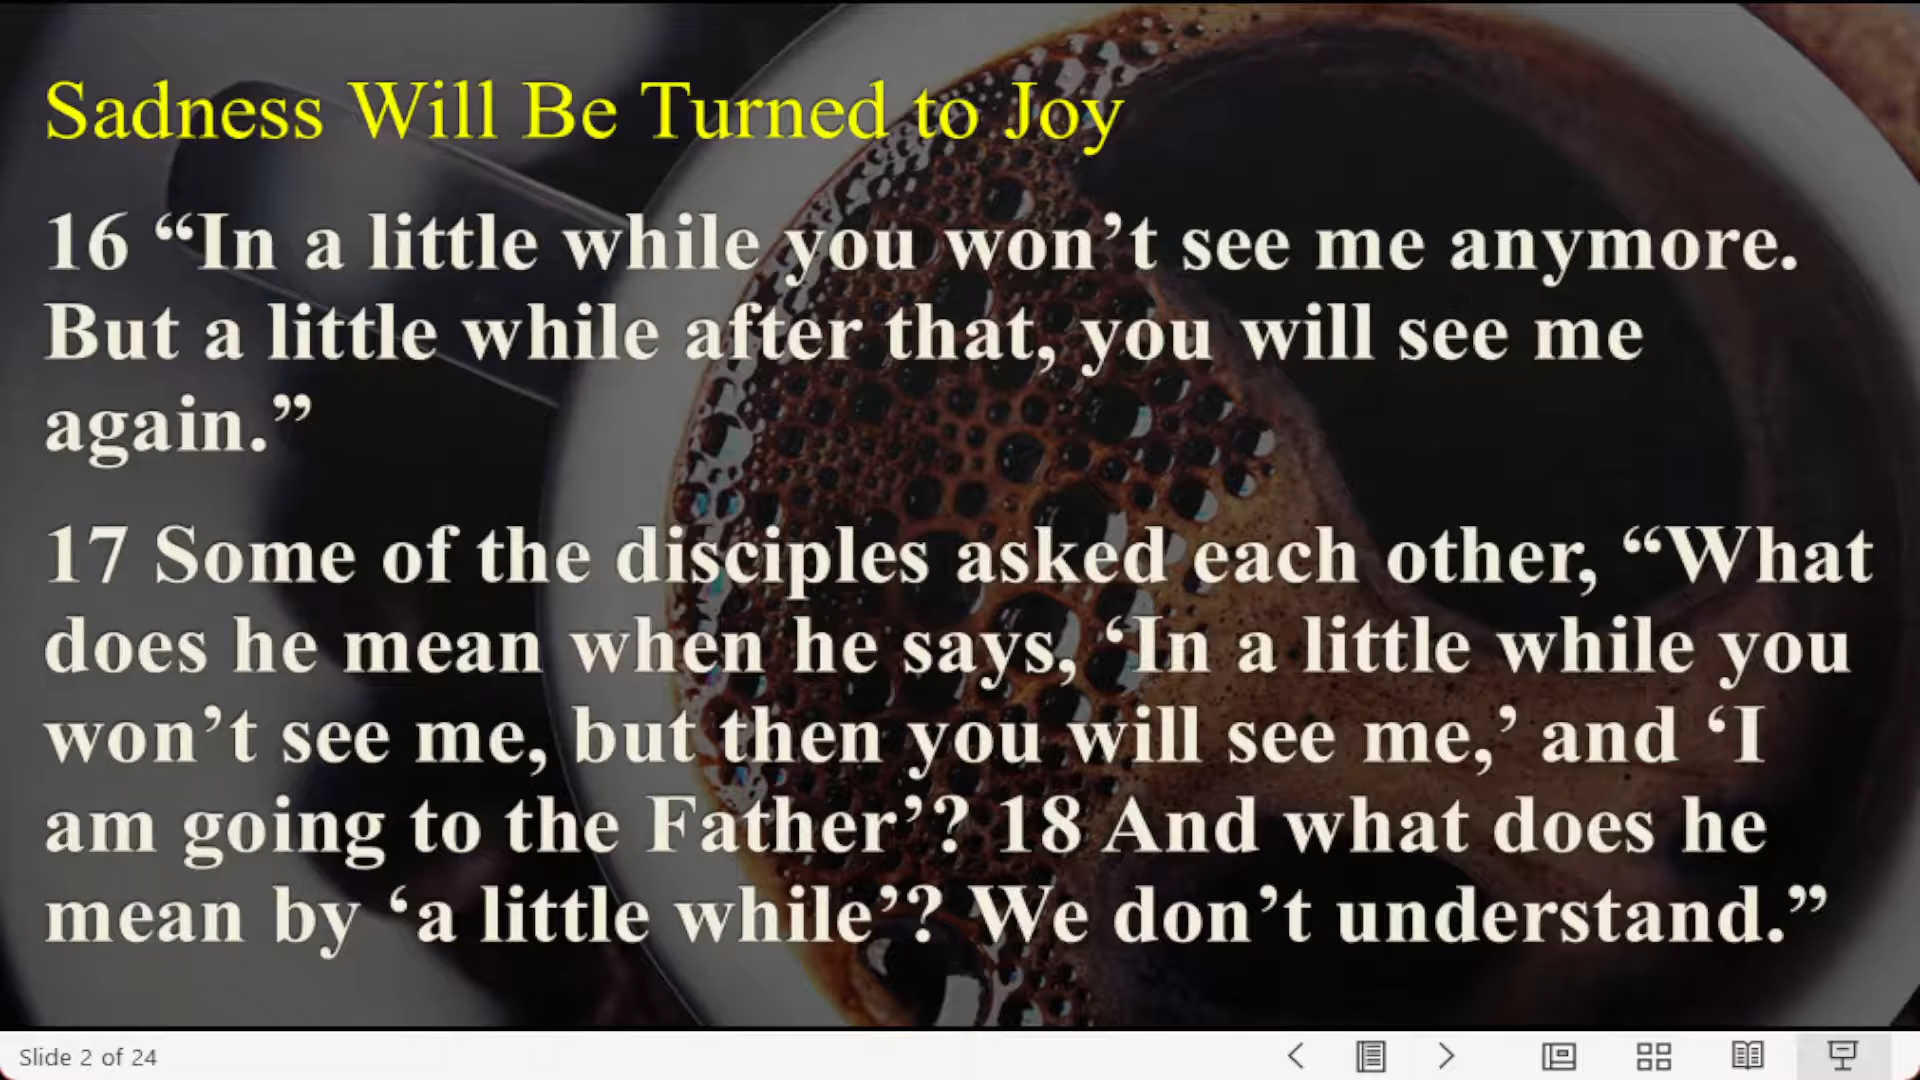 Sadness Will Be Turned to Joy
16 “In a little while you won’t see me anymore.
But a little while after that, you will see me
again.”
17 Some of the disciples asked each other, “What
does he mean when he says, ‘In a little while you
won’t see me, but then you will see me,’ and ‘I
am going to the Father’? 18 And what does he
mean by ‘a little while’? We don’t understand.”
Slide 2 of 24